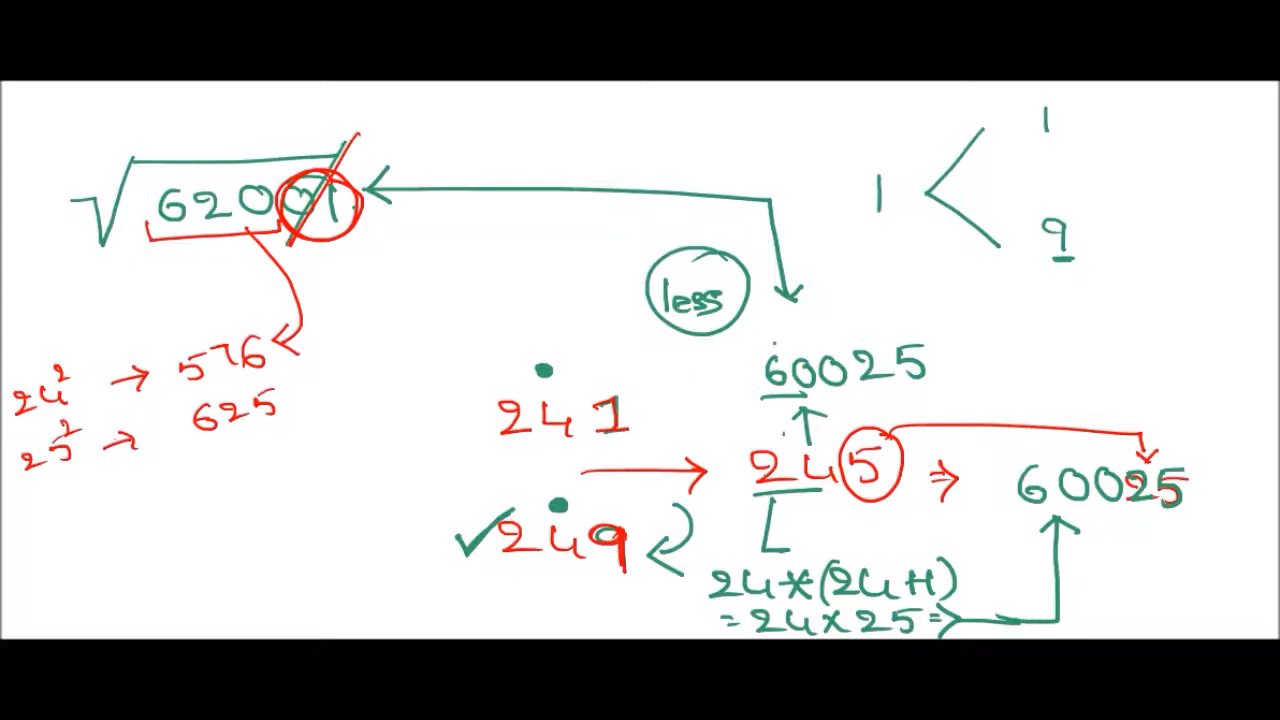 √62001
1
1
9
less
24² → 576
25² → 625
60025
241
245 ⇒ 60025
249
24*(24+1)
= 24×25 =